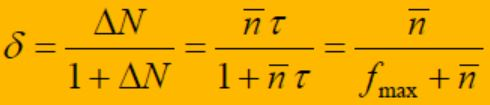 δ = ΔN / (1 + ΔN) = n̅ τ / (1 + n̅ τ) = n̅ / (f_max + n̅)